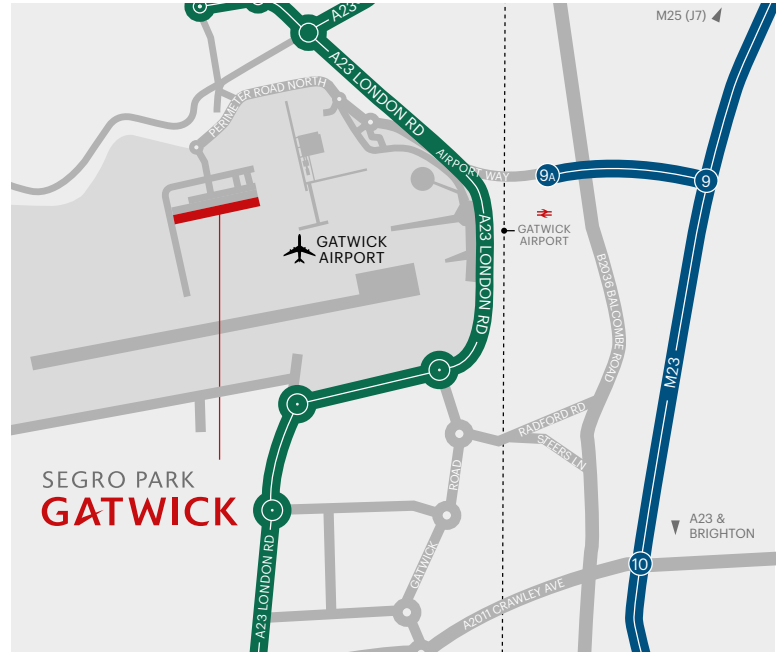 A23
M25 (J7)
A23 LONDON RD
PERIMETER ROAD NORTH
AIRPORT WAY
9A
9
GATWICK
AIRPORT
GATWICK
AIRPORT
A23 LONDON RD
B2036 BALCOMBE ROAD
M23
RADFORD RD
STEERS LN
SEGRO PARK
GATWICK
GATWICK ROAD
A23 &
BRIGHTON
10
A2011 CRAWLEY AVE
A23 LONDON RD